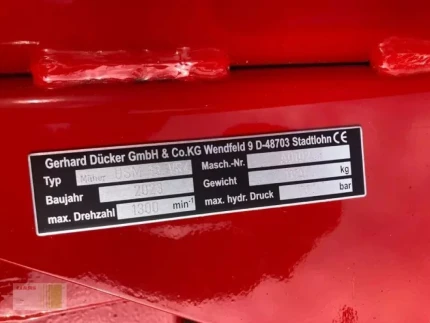 Gerhard Dücker GmbH & Co.KG Wendfeld 9 D-48703 Stadtlohn CE
Typ Masch.-Nr.
Baujahr 2023 Gewicht kg
max. Drehzahl 1300 min-1 max. hydr. Druck bar